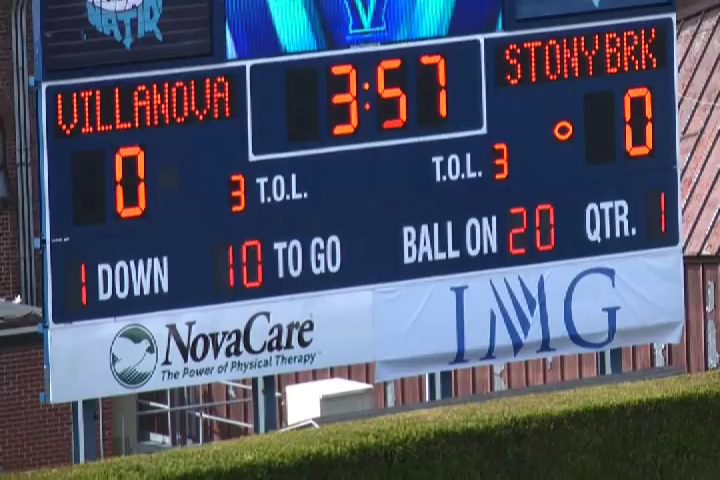 NATIR
V
VILLANOVA 3:57 STONYBRK
0 3 T.O.L. T.O.L. 3 0
1 DOWN 10 TO GO BALL ON 20 QTR. 1
NovaCare
The Power of Physical Therapy
IMG